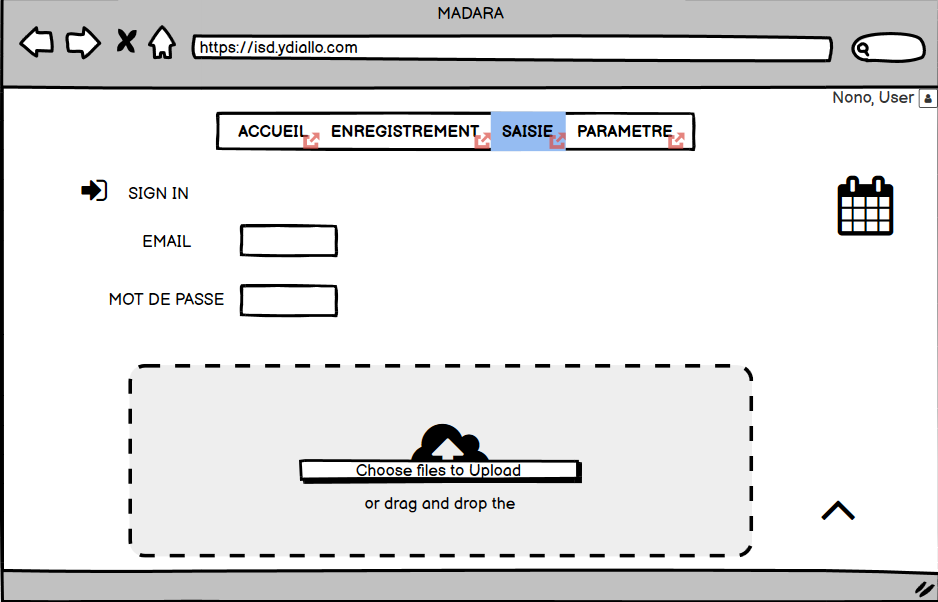 MADARA
https://isd.ydiallo.com
Nono, User
ACCUEIL ENREGISTREMENT SAISIE PARAMETRE
SIGN IN
EMAIL
MOT DE PASSE
Choose files to Upload
or drag and drop the